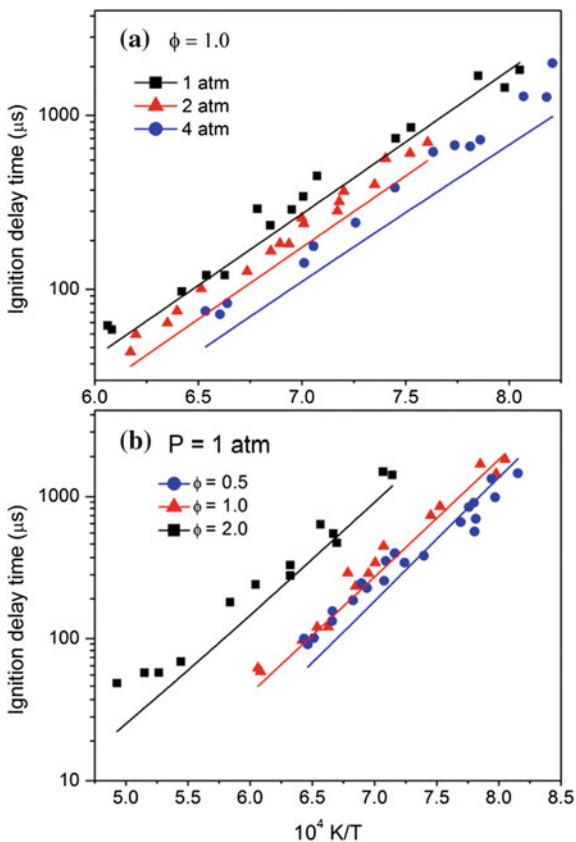 (a) ϕ = 1.0
1 atm
2 atm
4 atm
Ignition delay time (μs)
1000
100
6.0 6.5 7.0 7.5 8.0
(b) P = 1 atm
ϕ = 0.5
ϕ = 1.0
ϕ = 2.0
Ignition delay time (μs)
1000
100
10
5.0 5.5 6.0 6.5 7.0 7.5 8.0 8.5
10⁴ K/T